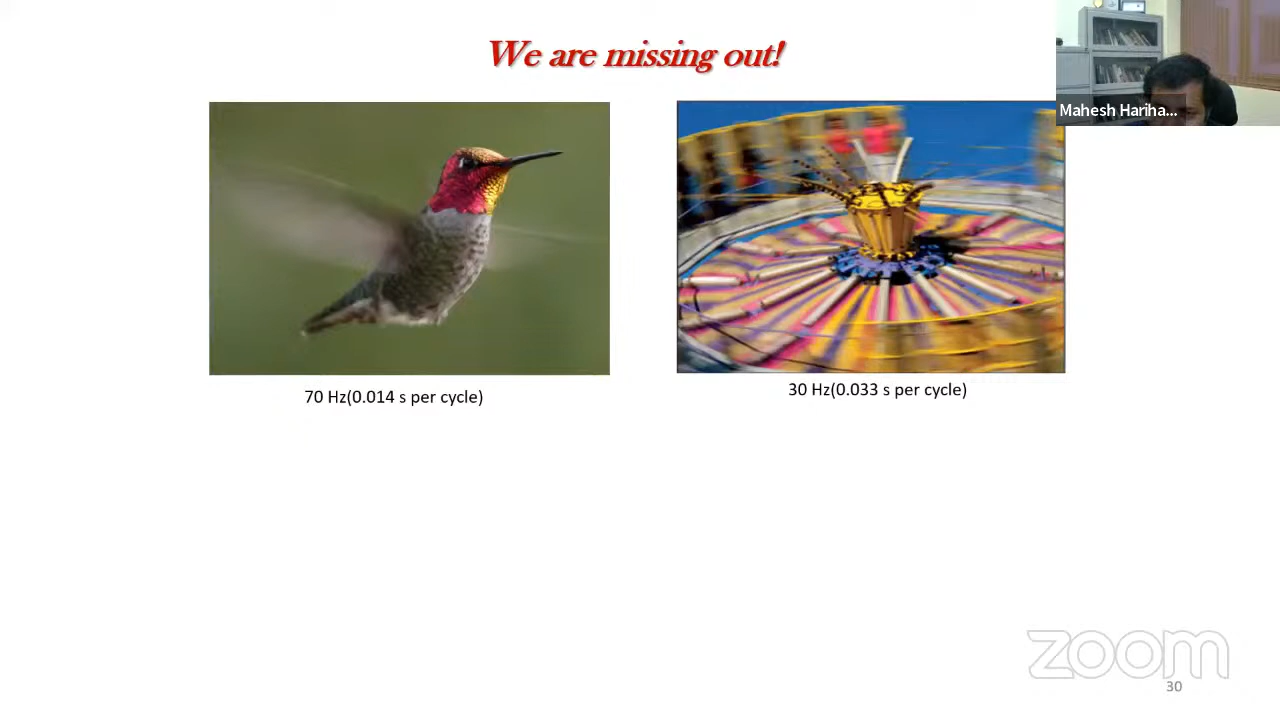 We are missing out!
Mahesh Hariha...
70 Hz(0.014 s per cycle)
30 Hz(0.033 s per cycle)
zoom
30